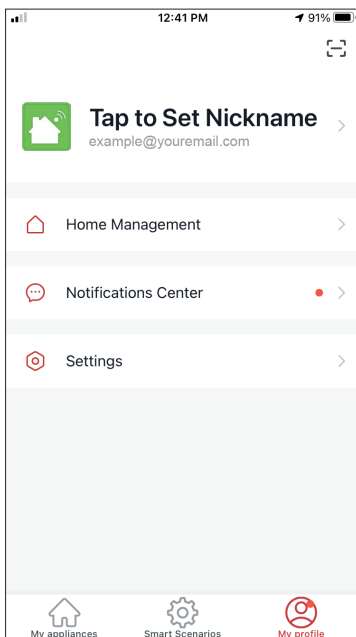 12:41 PM
91%
Tap to Set Nickname
example@youremail.com
Home Management
Notifications Center
Settings
My appliances
Smart Scenarios
My profile